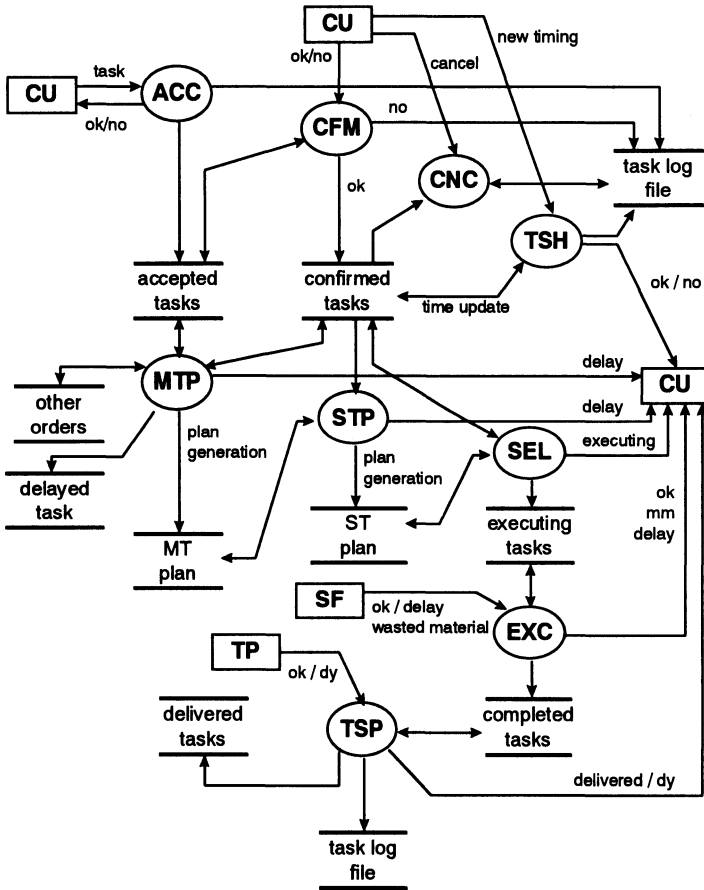 CU
new timing
ok/no
cancel
task
CU
ACC
ok/no
CFM
no
task log
file
ok
CNC
TSH
accepted
tasks
confirmed
tasks
ok / no
time update
MTP
delay
CU
other
orders
STP
delay
plan
generation
SEL
executing
delayed
task
plan
generation
ok
mm
delay
MT
plan
ST
plan
executing
tasks
SF
ok / delay
wasted material
EXC
TP
ok / dy
delivered
tasks
TSP
completed
tasks
delivered / dy
task log
file